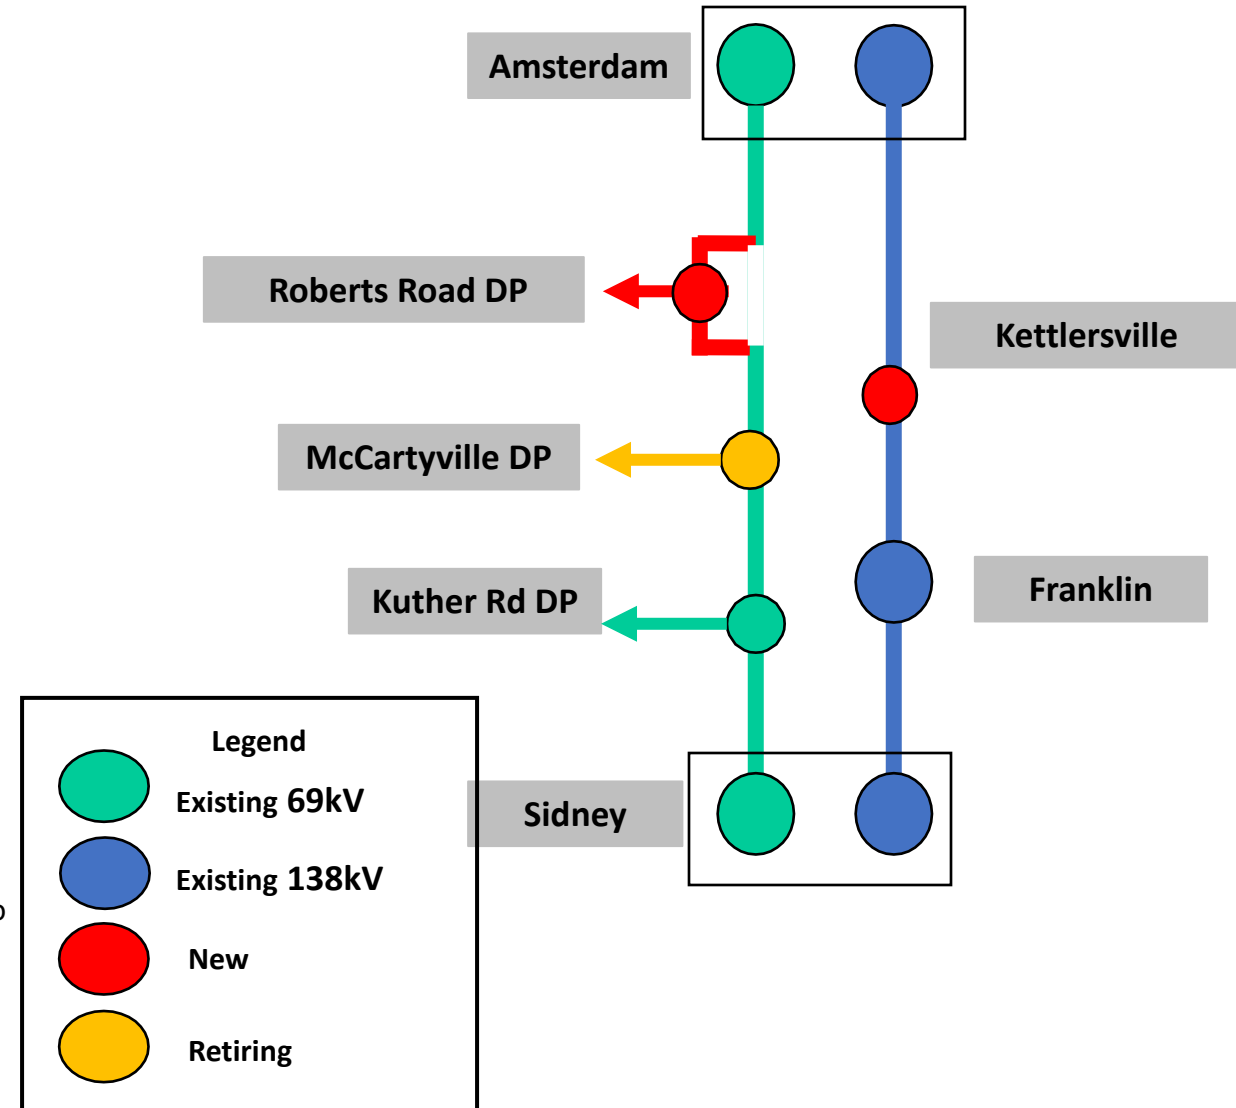 Amsterdam
Roberts Road DP
Kettlersville
McCartyville DP
Kuther Rd DP
Franklin
Sidney
Legend
Existing 69kV
Existing 138kV
New
Retiring